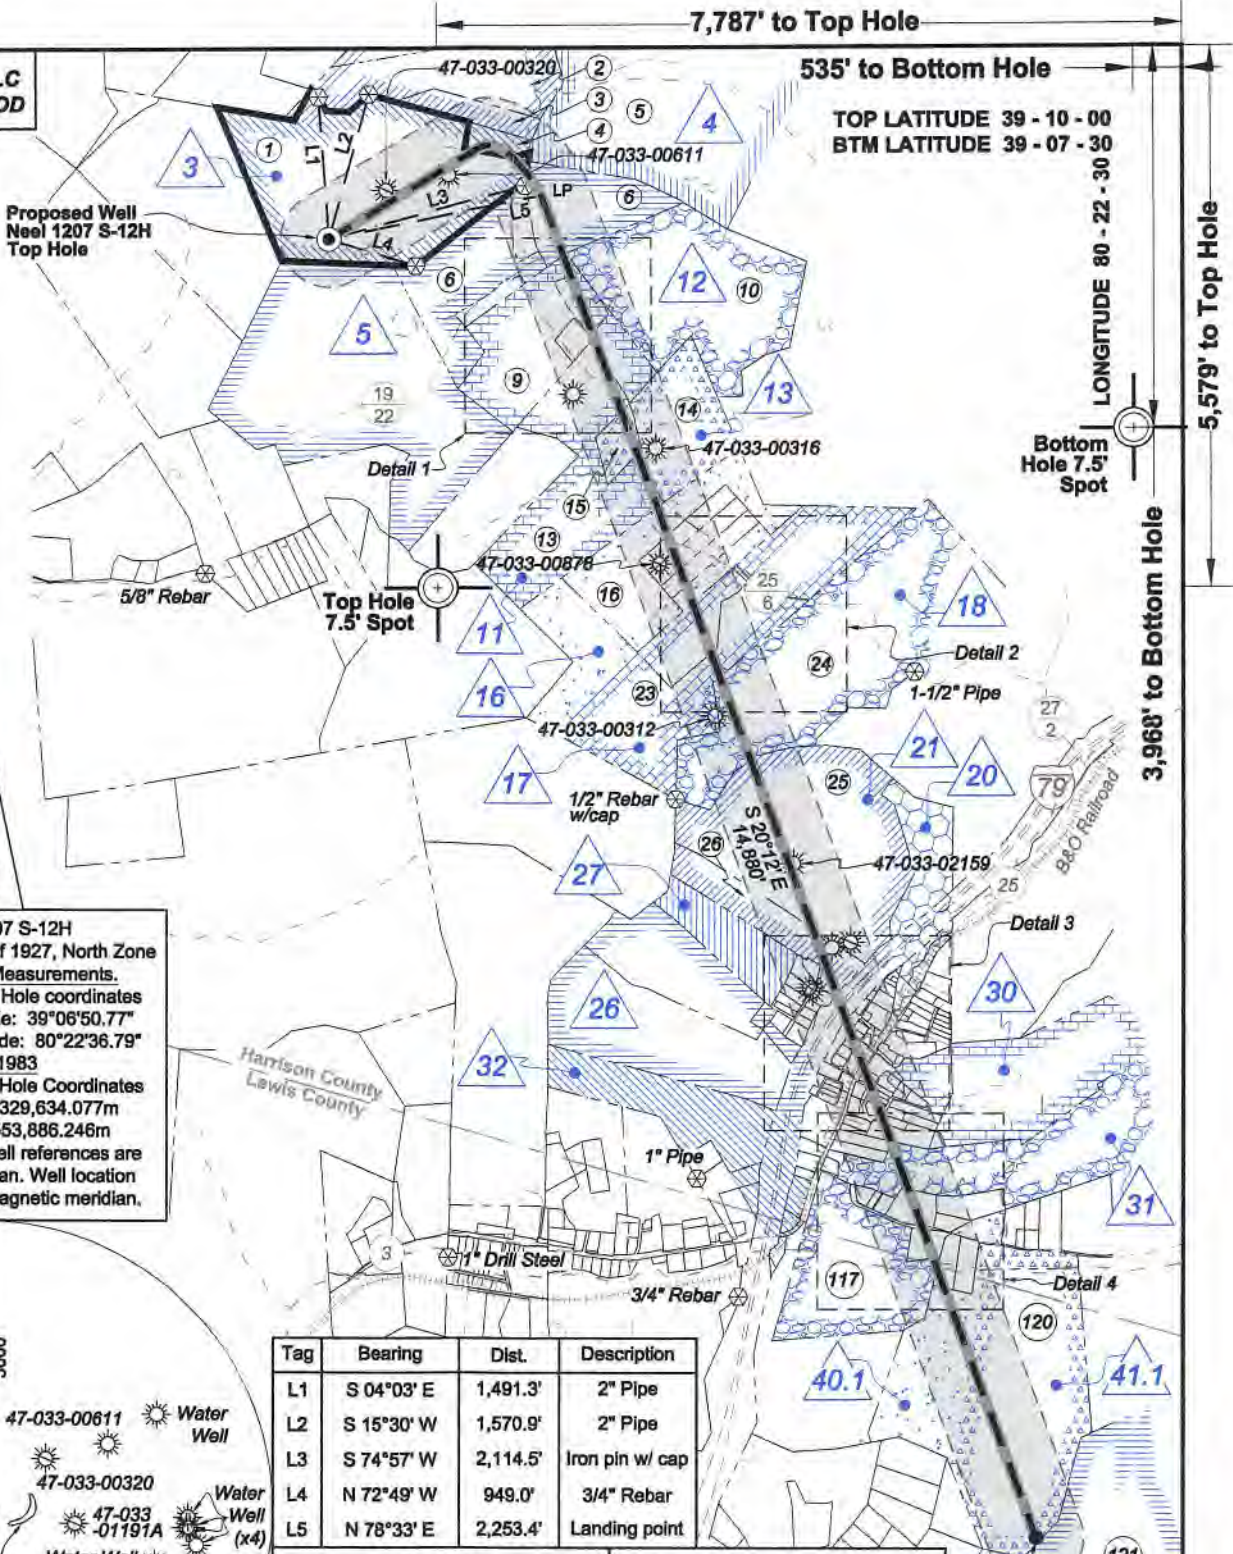 7,787' to Top Hole
535' to Bottom Hole
LC
OD
TOP LATITUDE 39 - 10 - 00
BTM LATITUDE 39 - 07 - 30
LONGITUDE 80 - 22 - 30
5,579' to Top Hole
3,968' to Bottom Hole
47-033-00320
2
3
4
5
4
47-033-00611
1
L1
L2
3
L3
L4
L5
LP
6
Proposed Well
Neel 1207 S-12H
Top Hole
6
12
10
5
19
22
9
13
14
Bottom
Hole 7.5'
Spot
Detail 1
47-033-00316
15
13
47-033-00876
16
25
6
5/8" Rebar
Top Hole
7.5' Spot
11
18
Detail 2
24
1-1/2" Pipe
16
23
27
2
47-033-00312
21
20
17
25
79
B&O Railroad
1/2" Rebar
w/cap
S 20°12' E
14,880'
26
47-033-02159
27
25
Detail 3
07 S-12H
f 1927, North Zone
Measurements.
Hole coordinates
e: 39°06'50.77"
de: 80°22'36.79"
1983
Hole Coordinates
329,634.077m
53,886.246m
ell references are
an. Well location
agnetic meridian.
26
30
32
Harrison County
Lewis County
1" Pipe
31
3
1" Drill Steel
117
Detail 4
3/4" Rebar
120
40.1
41.1
Tag Bearing Dist. Description
L1 S 04°03' E 1,491.3' 2" Pipe
L2 S 15°30' W 1,570.9' 2" Pipe
L3 S 74°57' W 2,114.5' Iron pin w/ cap
L4 N 72°49' W 949.0' 3/4" Rebar
L5 N 78°33' E 2,253.4' Landing point
47-033-00611
Water
Well
47-033-00320
47-033
-01191A
Water
Well
(x4)
121